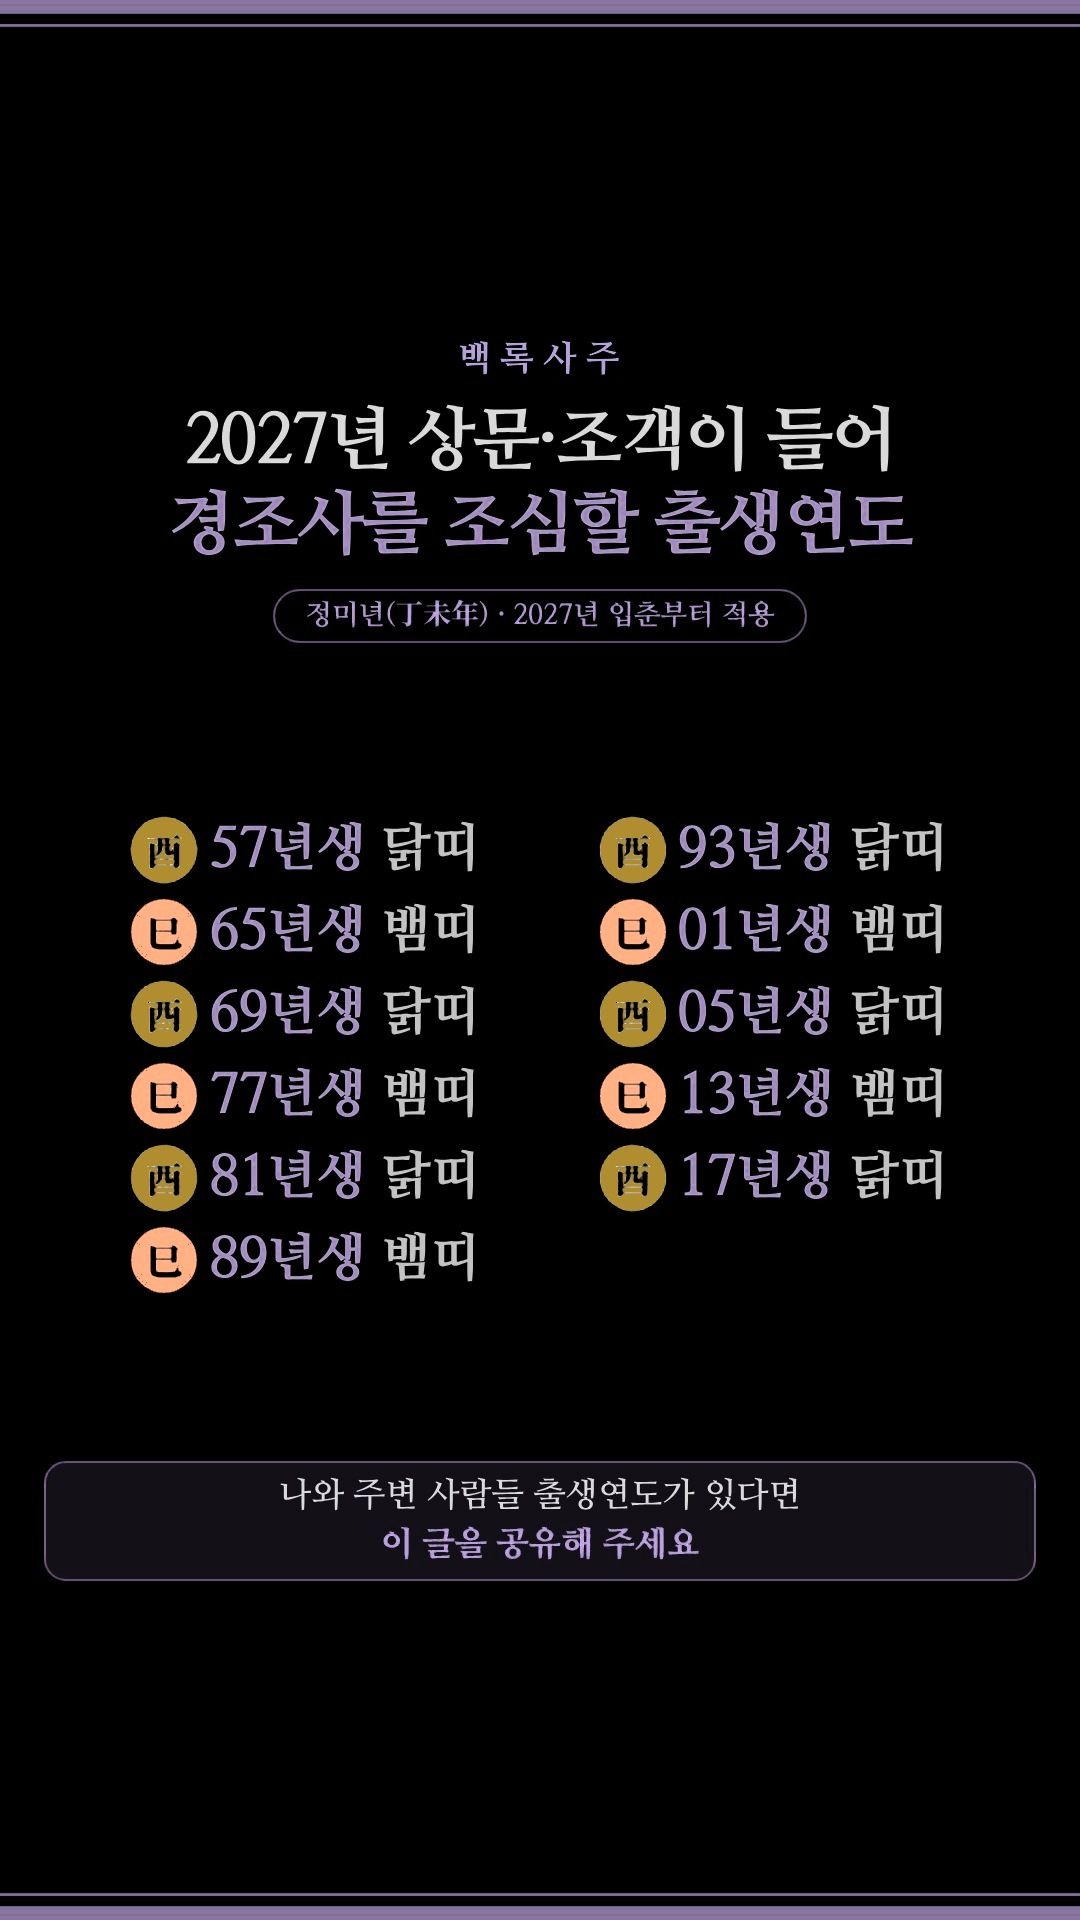 백록사주
2027년 상문·조객이 들어
경조사를 조심할 출생연도
정미년(丁未年) · 2027년 입춘부터 적용
酉 57년생 닭띠
巳 65년생 뱀띠
酉 69년생 닭띠
巳 77년생 뱀띠
酉 81년생 닭띠
巳 89년생 뱀띠
酉 93년생 닭띠
巳 01년생 뱀띠
酉 05년생 닭띠
巳 13년생 뱀띠
酉 17년생 닭띠
나와 주변 사람들 출생연도가 있다면
이 글을 공유해 주세요